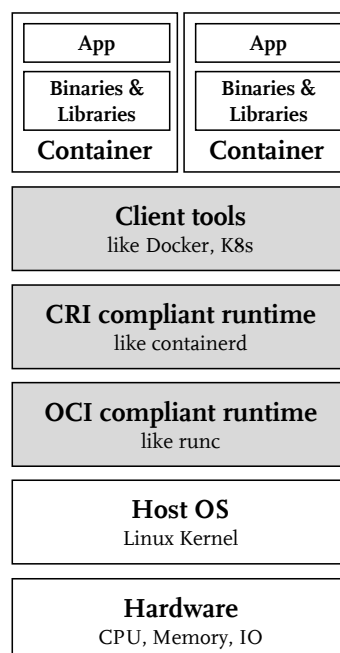 App
Binaries &
Libraries
Container
App
Binaries &
Libraries
Container
Client tools
like Docker, K8s
CRI compliant runtime
like containerd
OCI compliant runtime
like runc
Host OS
Linux Kernel
Hardware
CPU, Memory, IO